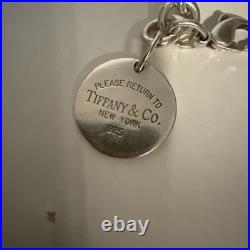 PLEASE RETURN TO
TIFFANY & CO.
NEW YORK
925